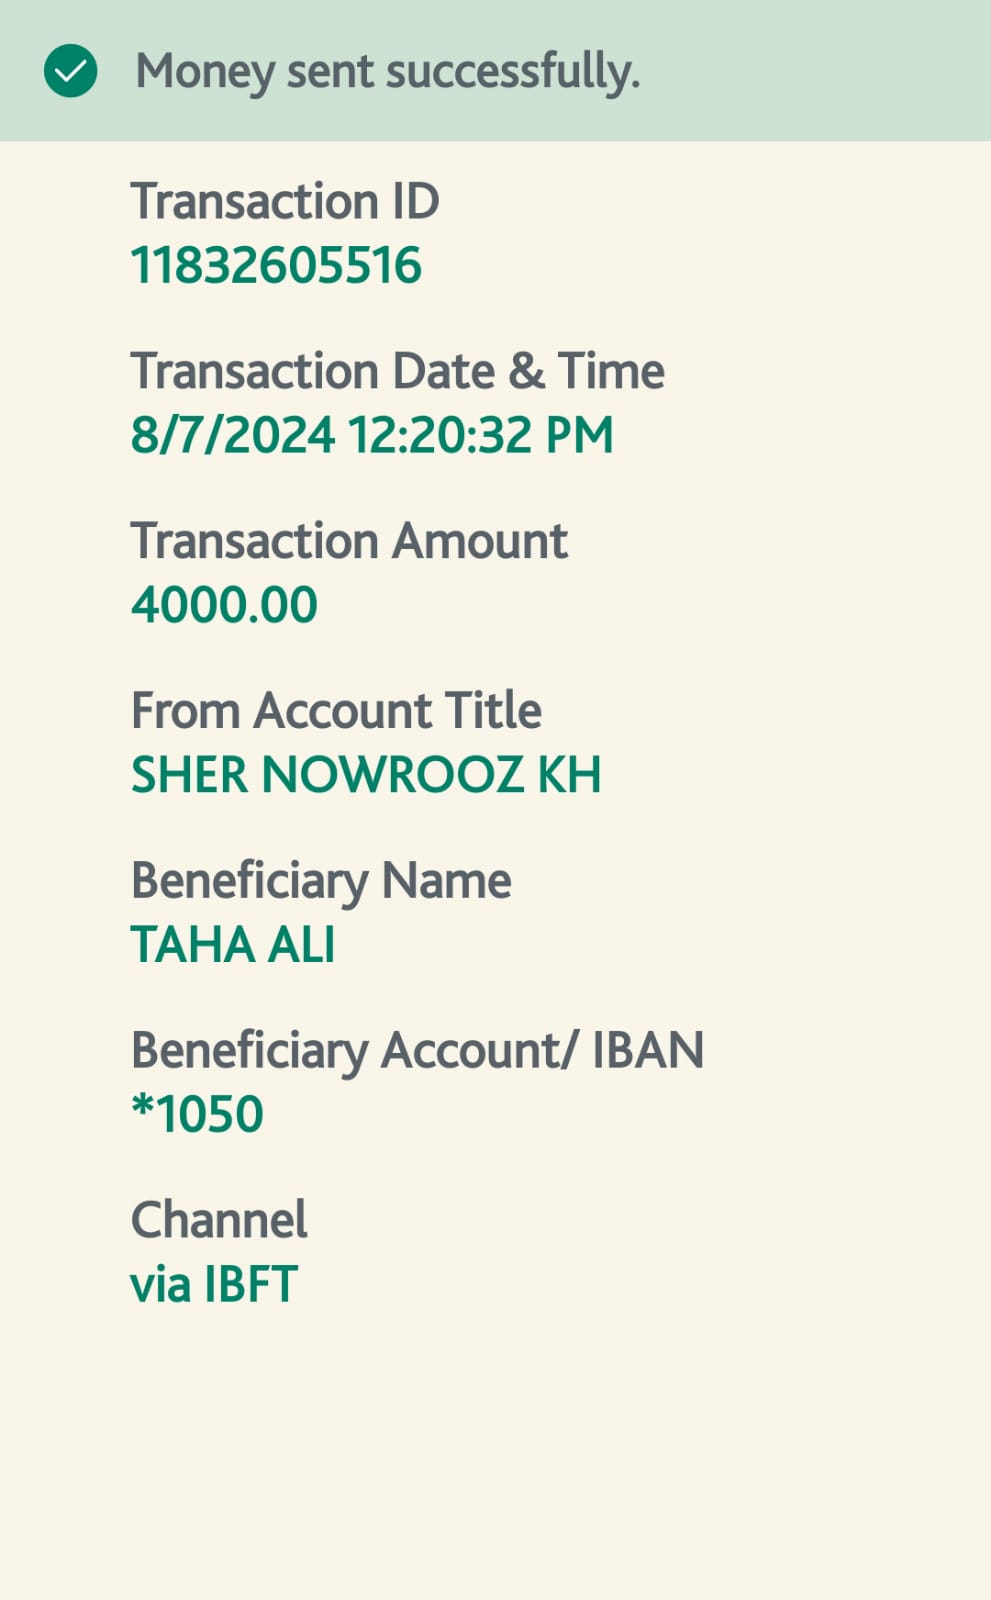 Money sent successfully.
Transaction ID
11832605516
Transaction Date & Time
8/7/2024 12:20:32 PM
Transaction Amount
4000.00
From Account Title
SHER NOWROOZ KH
Beneficiary Name
TAHA ALI
Beneficiary Account/ IBAN
*1050
Channel
via IBFT